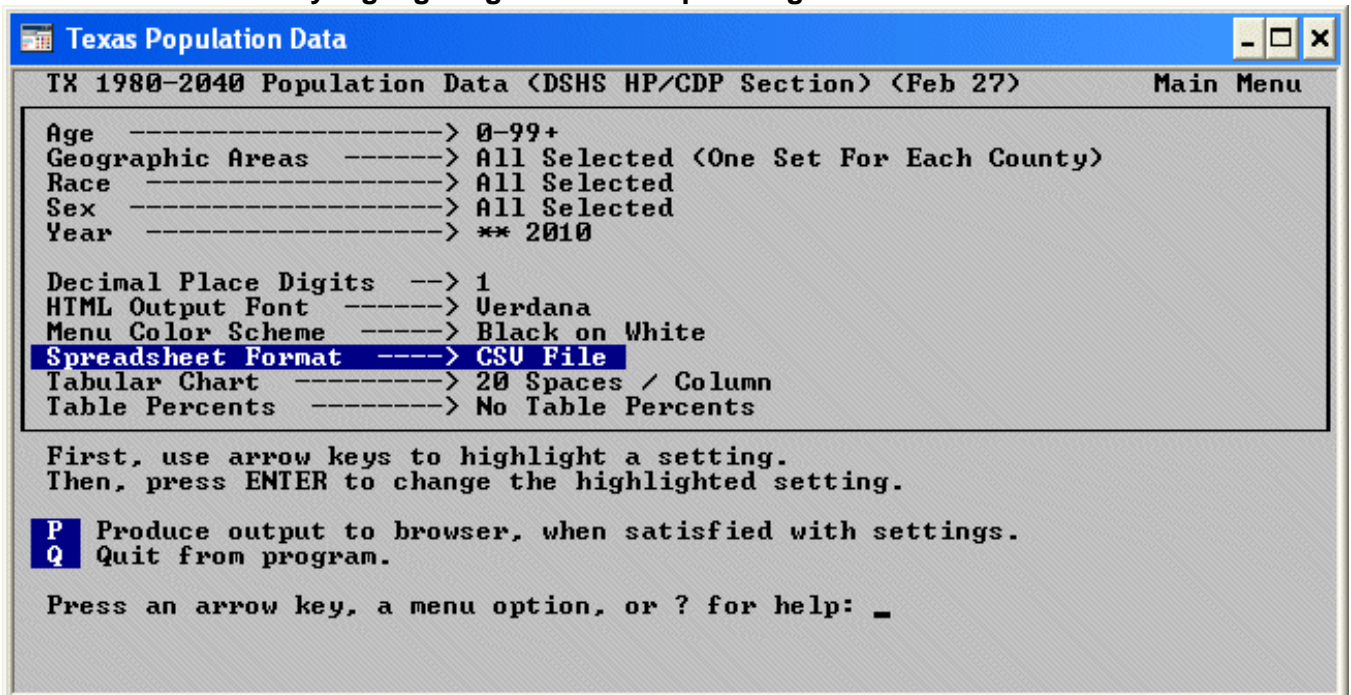 Texas Population Data
TX 1980-2040 Population Data (DSHS HP/CDP Section) (Feb 27) Main Menu
Age -------------------> 0-99+
Geographic Areas ------> All Selected (One Set For Each County)
Race ------------------> All Selected
Sex -------------------> All Selected
Year ------------------> ** 2010
Decimal Place Digits --> 1
HTML Output Font ------> Verdana
Menu Color Scheme -----> Black on White
Spreadsheet Format ----> CSV File
Tabular Chart ---------> 20 Spaces / Column
Table Percents --------> No Table Percents
First, use arrow keys to highlight a setting.
Then, press ENTER to change the highlighted setting.
P Produce output to browser, when satisfied with settings.
Q Quit from program.
Press an arrow key, a menu option, or ? for help: _